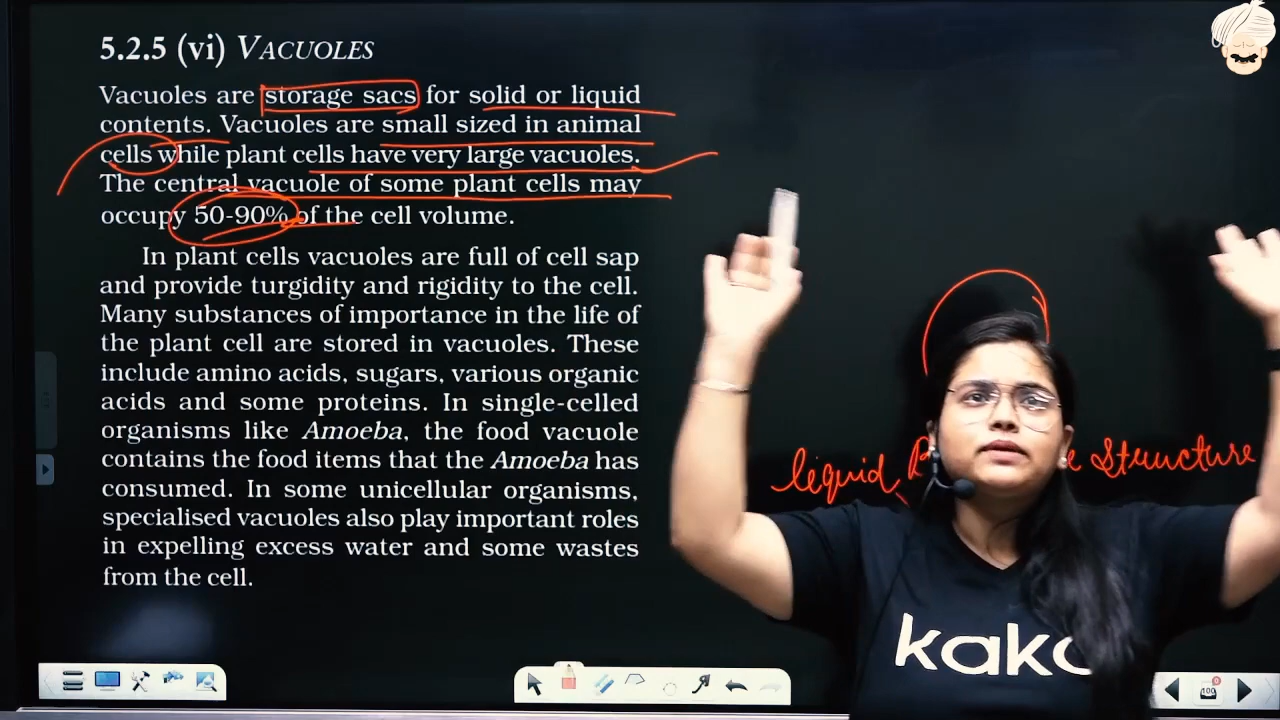 5.2.5 (vi) VACUOLES
Vacuoles are storage sacs for solid or liquid
contents. Vacuoles are small sized in animal
cells while plant cells have very large vacuoles.
The central vacuole of some plant cells may
occupy 50-90% of the cell volume.
In plant cells vacuoles are full of cell sap
and provide turgidity and rigidity to the cell.
Many substances of importance in the life of
the plant cell are stored in vacuoles. These
include amino acids, sugars, various organic
acids and some proteins. In single-celled
organisms like Amoeba, the food vacuole
contains the food items that the Amoeba has
consumed. In some unicellular organisms,
specialised vacuoles also play important roles
in expelling excess water and some wastes
from the cell.
liquid structure
kak
100